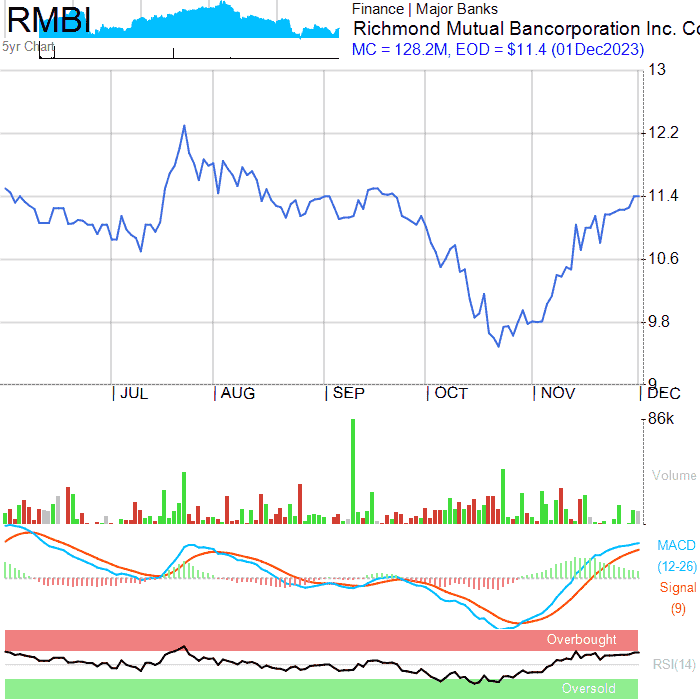 RMBI
5yr Chart
Finance | Major Banks
Richmond Mutual Bancorporation Inc. Co
MC = 128.2M, EOD = $11.4 (01Dec2023)
13
12.2
11.4
10.6
9.8
9
JUL AUG SEP OCT NOV DEC
86k
Volume
MACD
(12-26)
Signal
(9)
Overbought
RSI(14)
Oversold